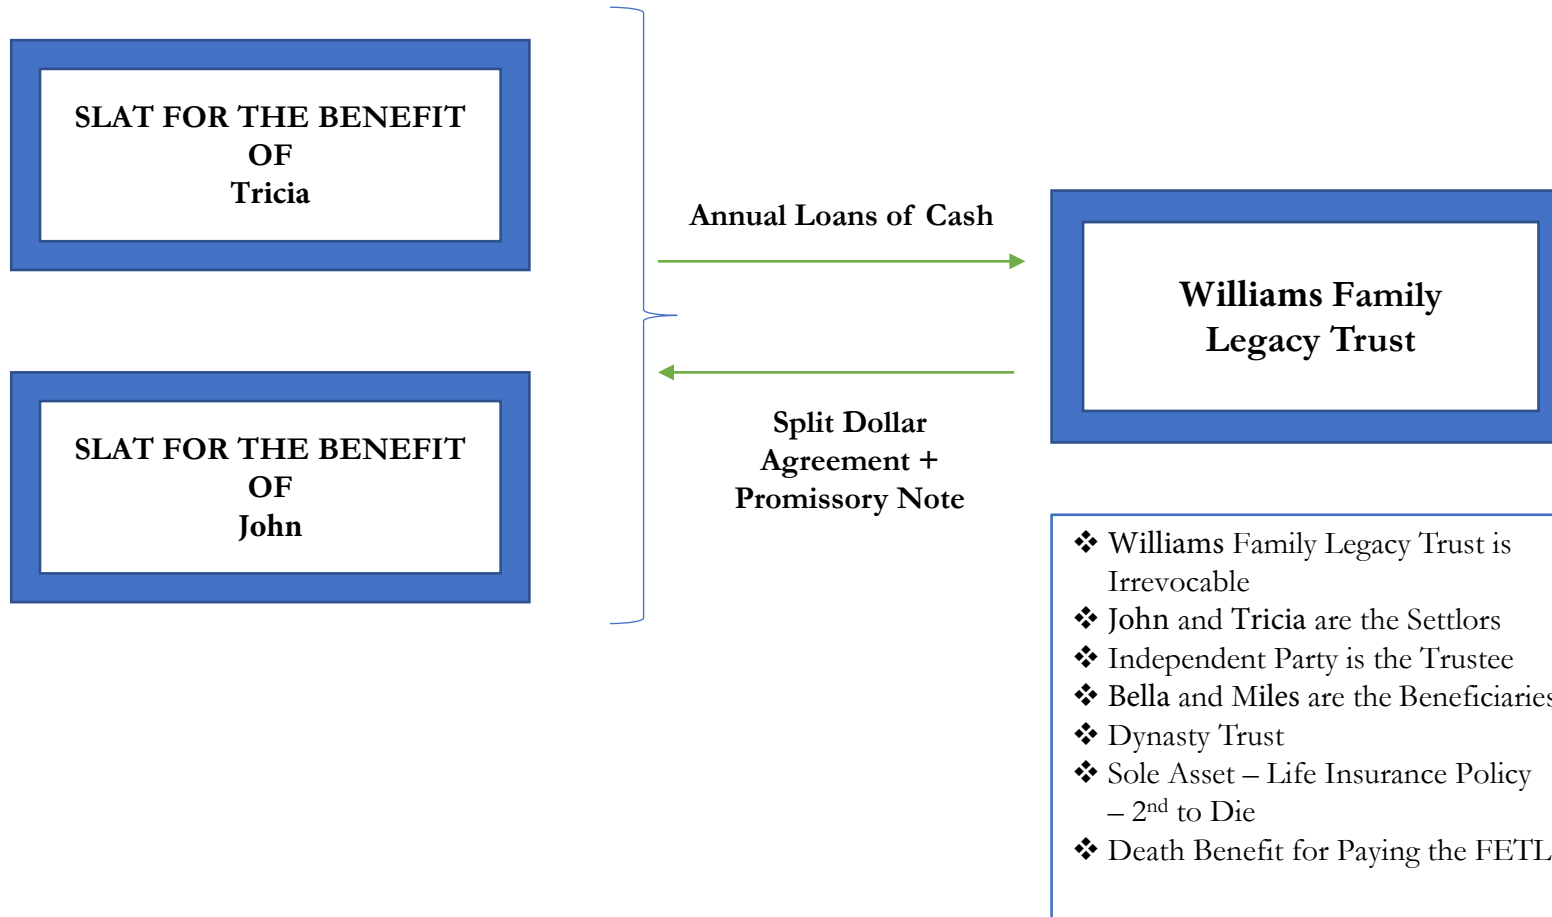 SLAT FOR THE BENEFIT
OF
Tricia
SLAT FOR THE BENEFIT
OF
John
Annual Loans of Cash
Split Dollar
Agreement +
Promissory Note
Williams Family
Legacy Trust
❖ Williams Family Legacy Trust is
Irrevocable
❖ John and Tricia are the Settlors
❖ Independent Party is the Trustee
❖ Bella and Miles are the Beneficiaries
❖ Dynasty Trust
❖ Sole Asset – Life Insurance Policy
– 2nd to Die
❖ Death Benefit for Paying the FETL